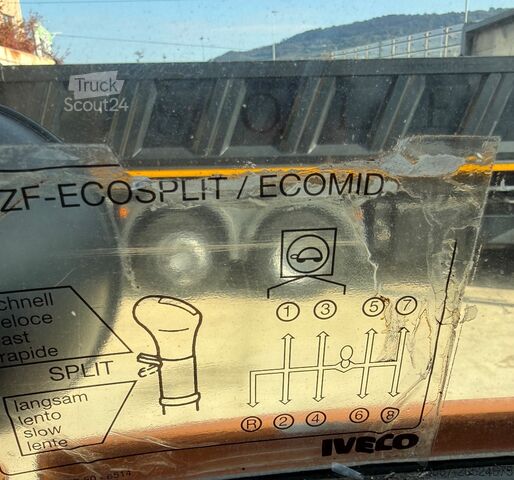 Truck
Scout24
ZF-ECOSPLIT / ECOMID
chnell
eloce
ast
rapide
SPLIT
langsam
lento
slow
lente
1 3 5 7
R 2 4 6 8
IVECO